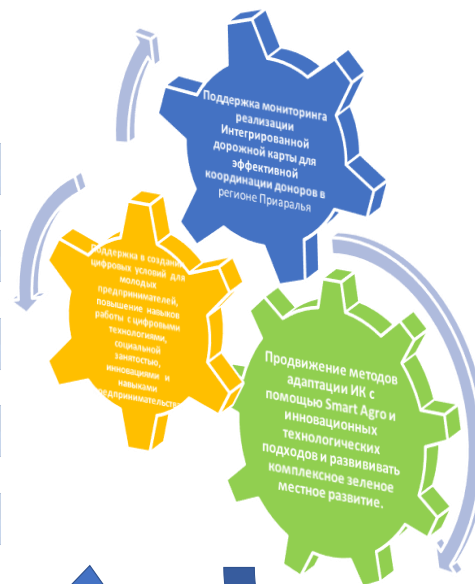 Поддержка мониторинга
реализации
Интегрированной
дорожной карты для
эффективной
координации доноров в
регионе Приаралья
Поддержка в создании
цифровых условий для
молодых
предпринимателей,
повышение навыков
работы с цифровыми
технологиями,
социальной
занятостью,
инновациями и
навыками
предпринимательства
Продвижение методов
адаптации ИК с
помощью Smart Agro и
инновационных
технологических
подходов и развививать
комплексное зеленое
местное развитие.